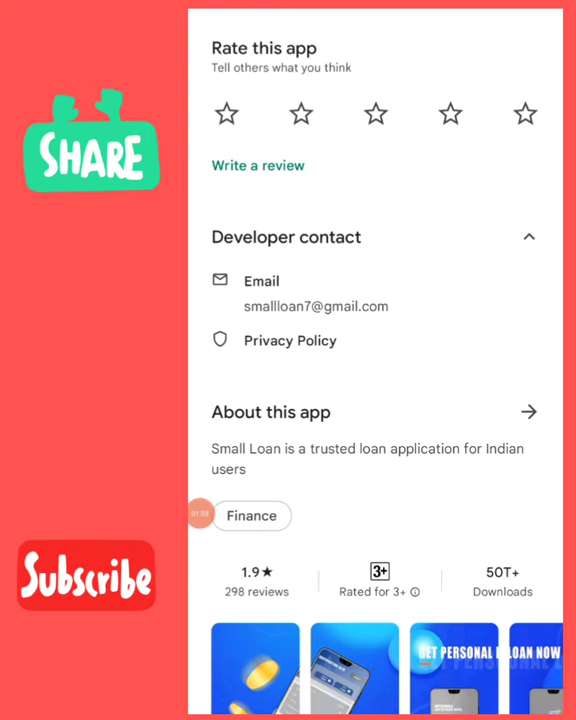 SHARE
Rate this app
Tell others what you think
Write a review
Developer contact
Email
smallloan7@gmail.com
Privacy Policy
About this app
Small Loan is a trusted loan application for Indian
users
01:03
Finance
1.9★
3+
50T+
298 reviews
Rated for 3+
Downloads
Subscribe
GET PERSONAL
LOAN NOW